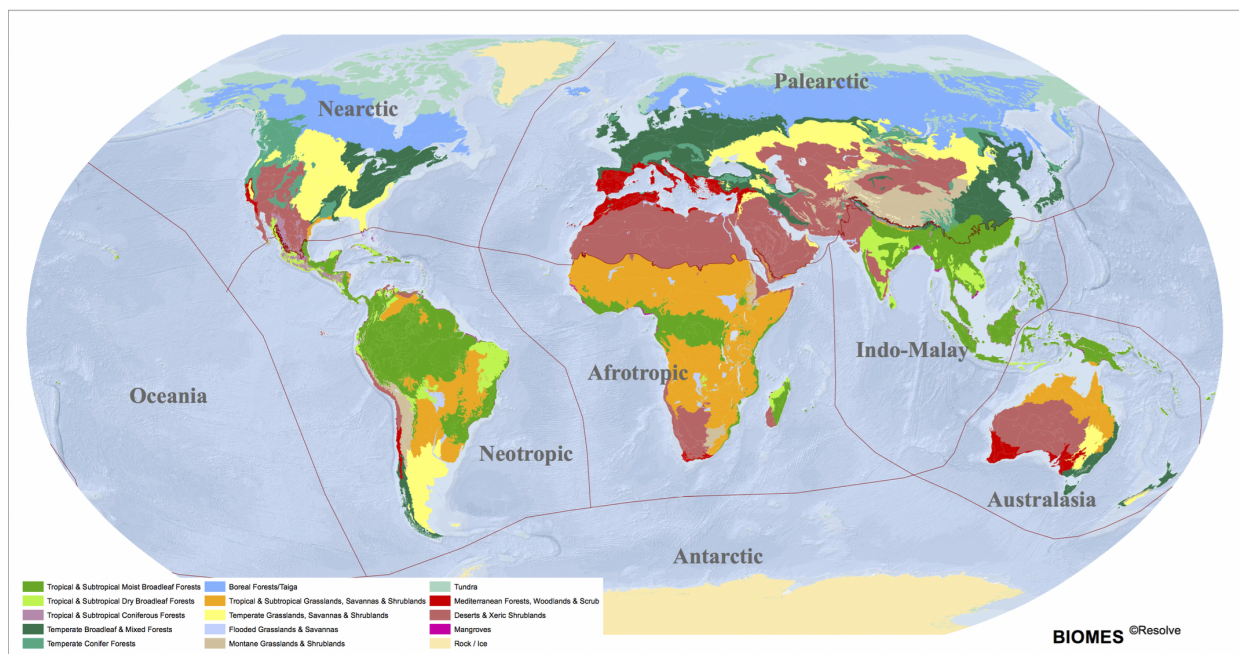 Nearctic
Palearctic
Oceania
Neotropic
Afrotropic
Indo-Malay
Australasia
Antarctic
Tropical & Subtropical Moist Broadleaf Forests
Tropical & Subtropical Dry Broadleaf Forests
Tropical & Subtropical Coniferous Forests
Temperate Broadleaf & Mixed Forests
Temperate Conifer Forests
Boreal Forests/Taiga
Tropical & Subtropical Grasslands, Savannas & Shrublands
Temperate Grasslands, Savannas & Shrublands
Flooded Grasslands & Savannas
Montane Grasslands & Shrublands
Tundra
Mediterranean Forests, Woodlands & Scrub
Deserts & Xeric Shrublands
Mangroves
Rock / Ice
BIOMES ©Resolve